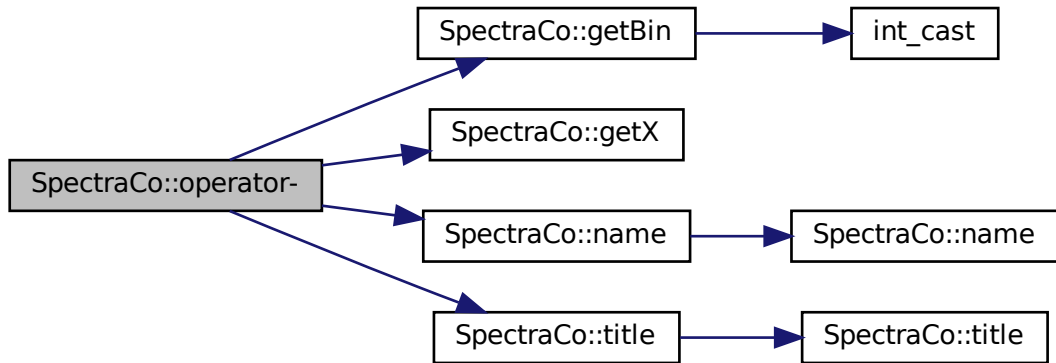 SpectraCo::getBin
int_cast
SpectraCo::getX
SpectraCo::operator-
SpectraCo::name
SpectraCo::name
SpectraCo::title
SpectraCo::title